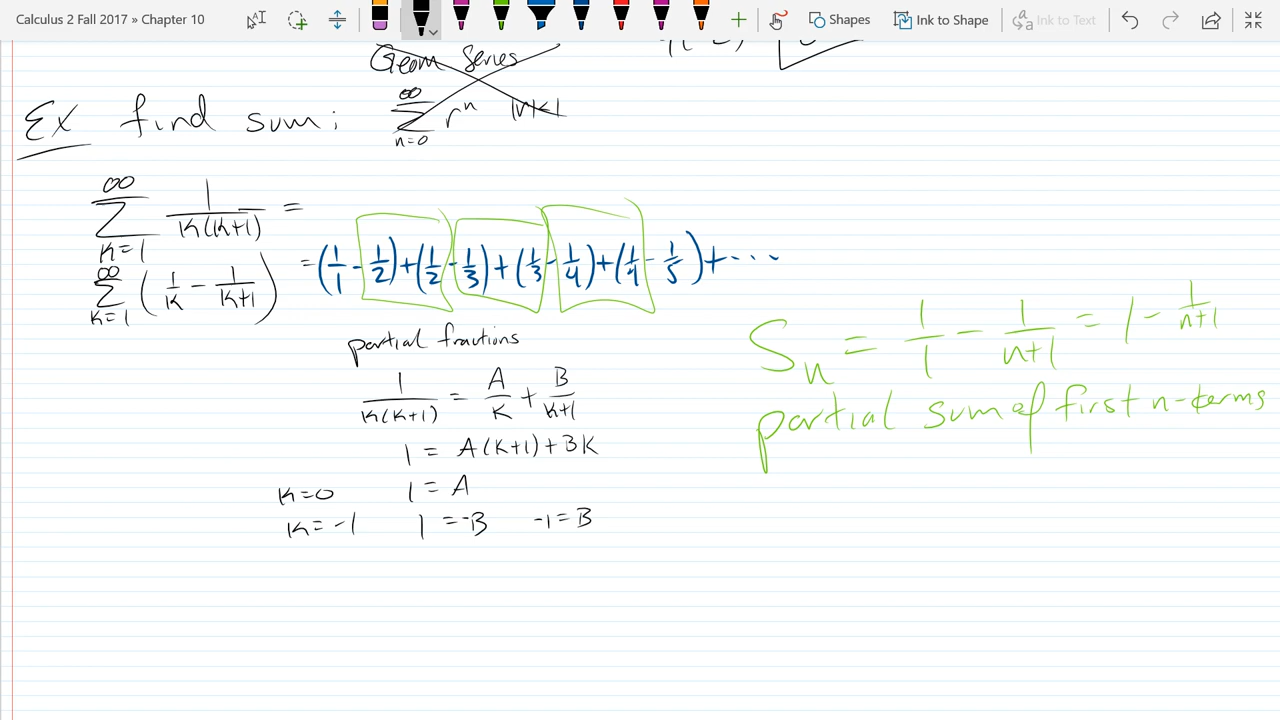 Calculus 2 Fall 2017 » Chapter 10
Shapes Ink to Shape Ink to Text
Geom Series
Ex find sum: ∞∑n=0 rⁿ |r|<1
∞∑k=1 1/(k(k+1)) =
∞∑k=1 (1/k - 1/(k+1)) = (1/1 - 1/2) + (1/2 - 1/3) + (1/3 - 1/4) + (1/4 - 1/5) + ...
Sn = 1/1 - 1/(n+1) = 1 - 1/(n+1)
partial sum of first n-terms
partial fractions
1/(k(k+1)) = A/k + B/(k+1)
1 = A(k+1) + Bk
k=0 1 = A
k=-1 1 = -B -1 = B